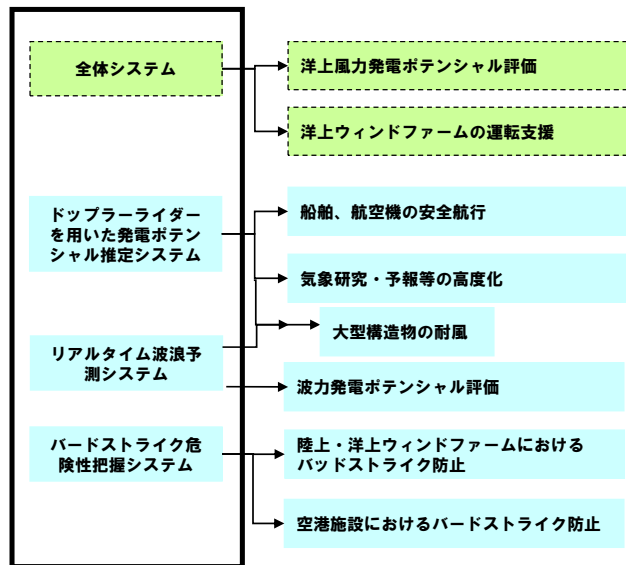 全体システム
洋上風力発電ポテンシャル評価
洋上ウィンドファームの運転支援
ドップラーライダー
を用いた発電ポテン
シャル推定システム
船舶、航空機の安全航行
気象研究・予報等の高度化
大型構造物の耐風
リアルタイム波浪予
測システム
波力発電ポテンシャル評価
バードストライク危
険性把握システム
陸上・洋上ウィンドファームにおける
バッドストライク防止
空港施設におけるバードストライク防止